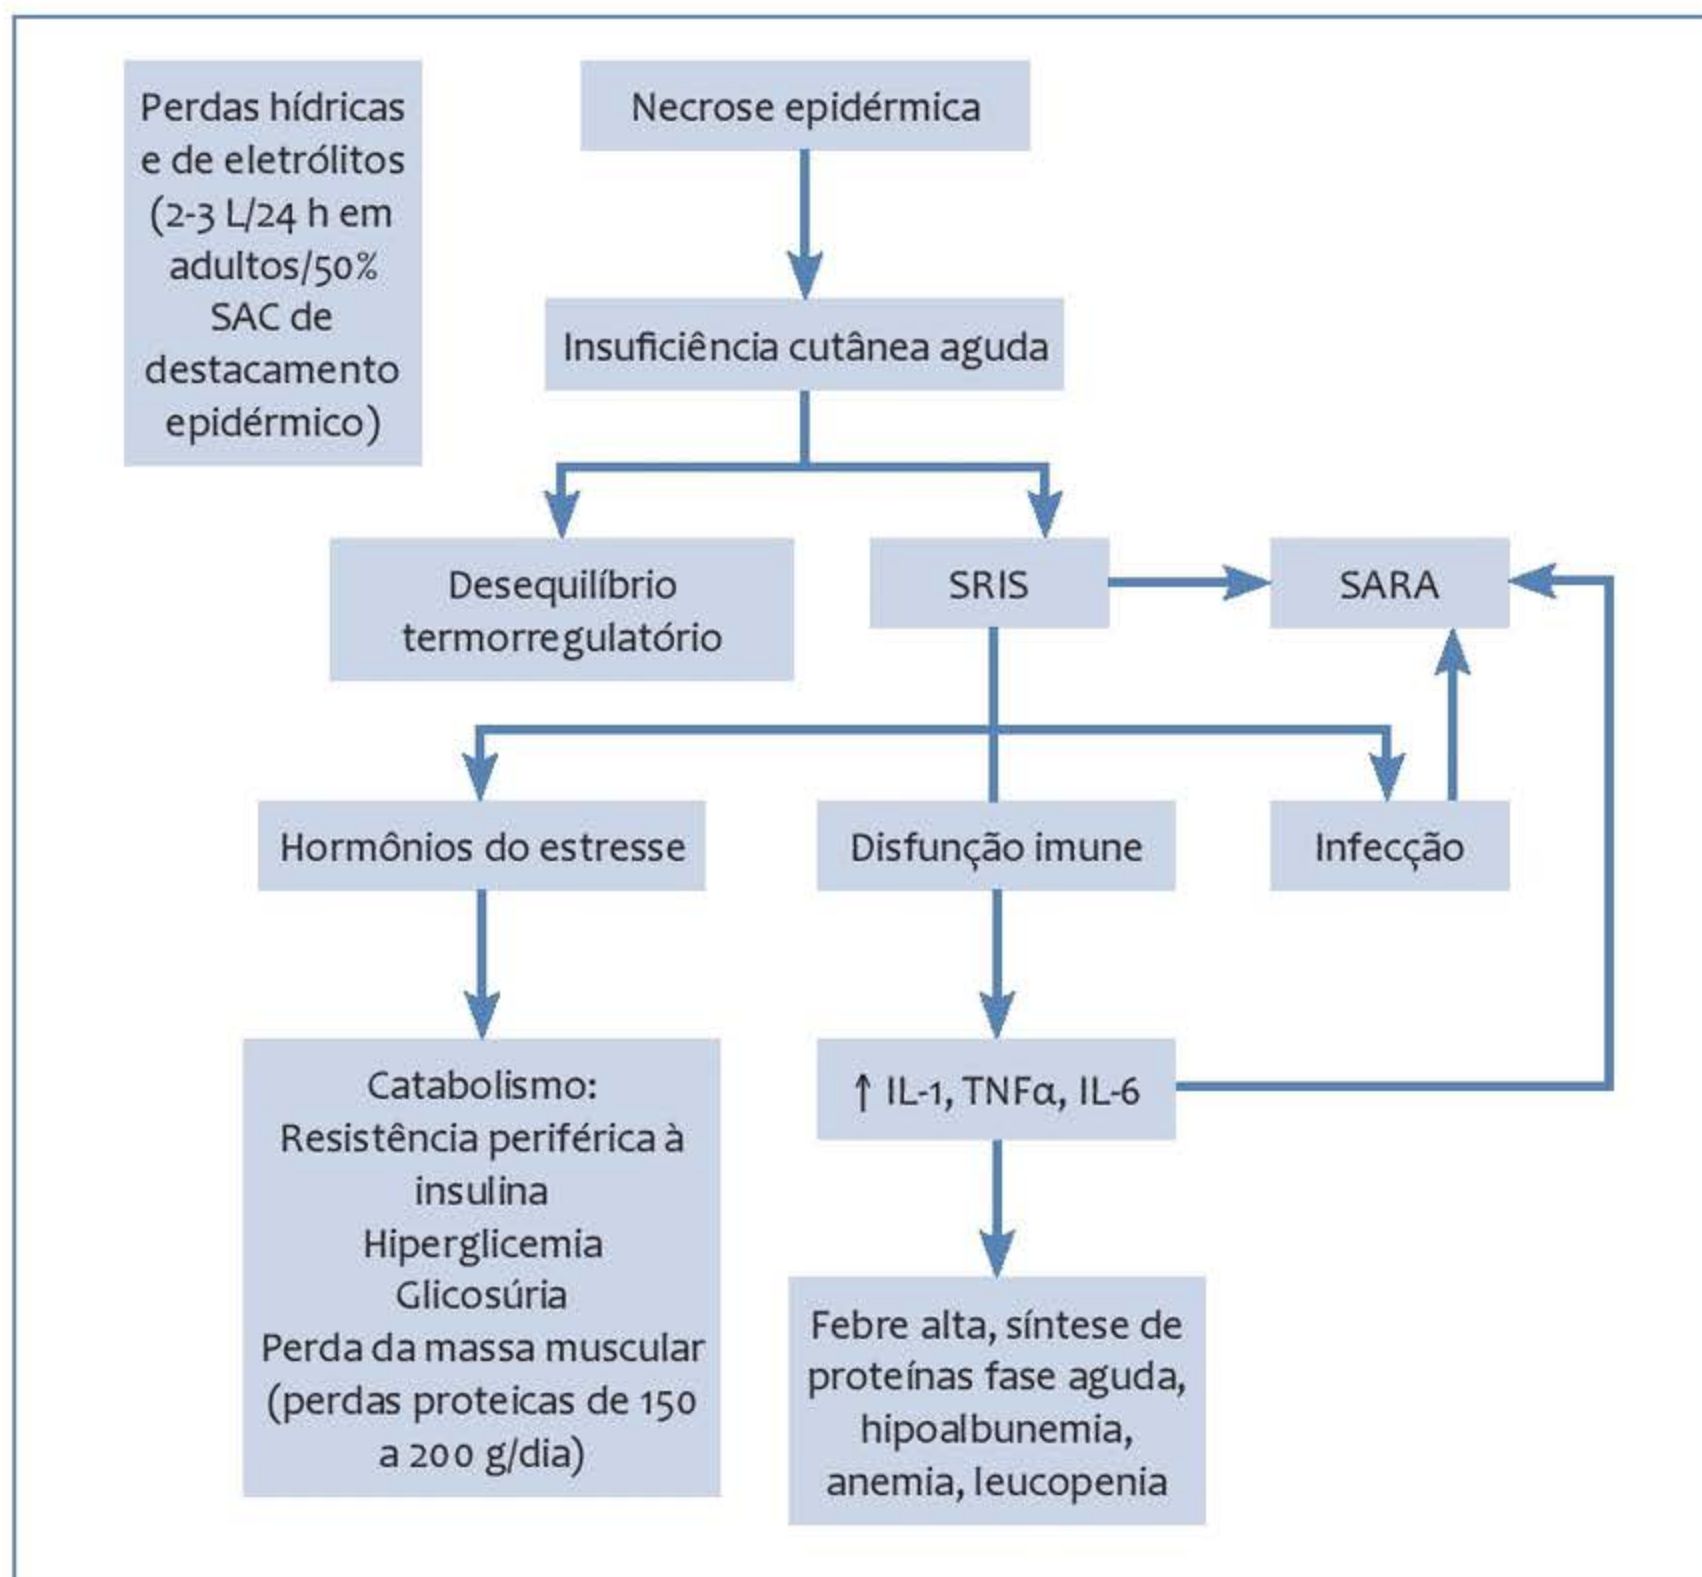 Perdas hídricas
e de eletrólitos
(2-3 L/24 h em
adultos/50%
SAC de
destacamento
epidérmico)
Necrose epidérmica
Insuficiência cutânea aguda
Desequilíbrio
termorregulatório
SRIS
SARA
Hormônios do estresse
Disfunção imune
Infecção
Catabolismo:
Resistência periférica à
insulina
Hiperglicemia
Glicosúria
Perda da massa muscular
(perdas proteicas de 150
a 200 g/dia)
↑ IL-1, TNFα, IL-6
Febre alta, síntese de
proteínas fase aguda,
hipoalbunemia,
anemia, leucopenia